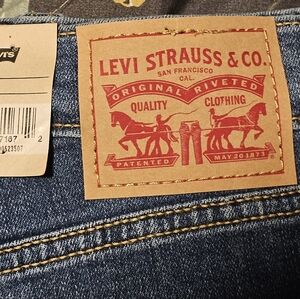 LEVI STRAUSS & CO.
SAN FRANCISCO
CAL.
ORIGINAL RIVETED
QUALITY CLOTHING
PATENTED MAY 20 1873